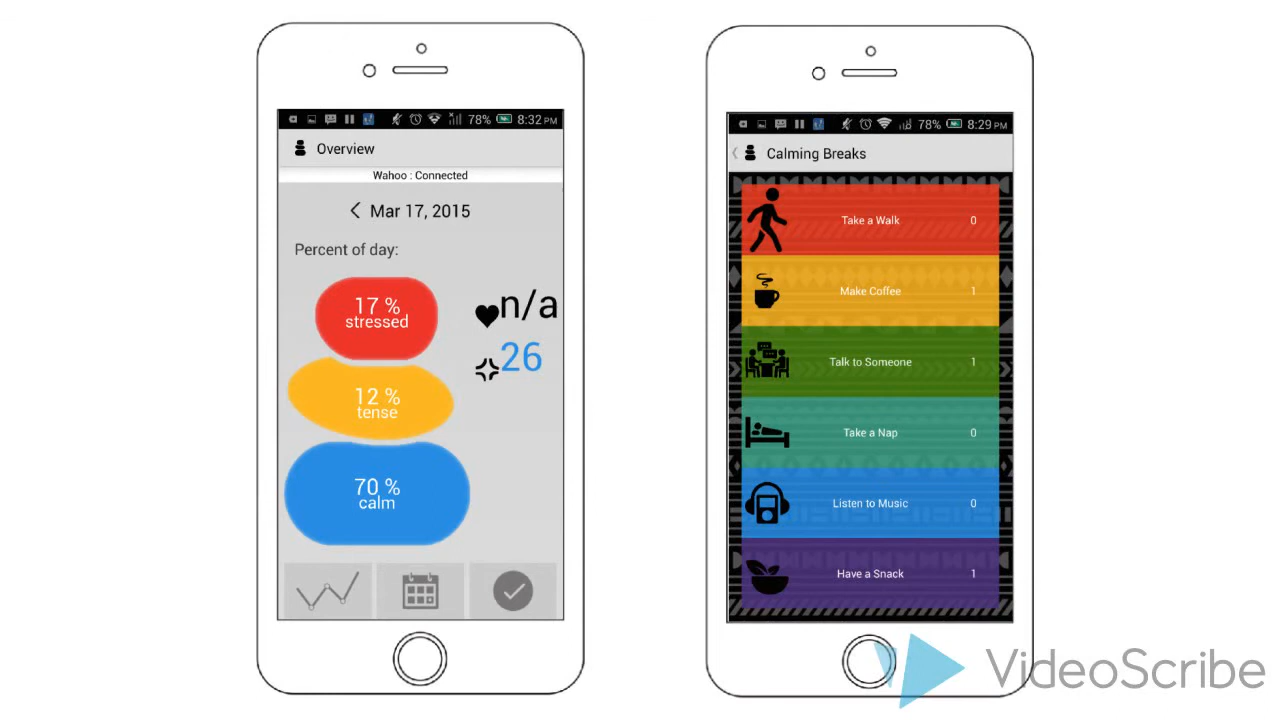 78% 8:32 PM
Overview
Wahoo : Connected
Mar 17, 2015
Percent of day:
17 %
stressed
n/a
26
12 %
tense
70 %
calm
78% 8:29 PM
Calming Breaks
Take a Walk 0
Make Coffee 1
Talk to Someone 1
Take a Nap 0
Listen to Music 0
Have a Snack 1
VideoScribe